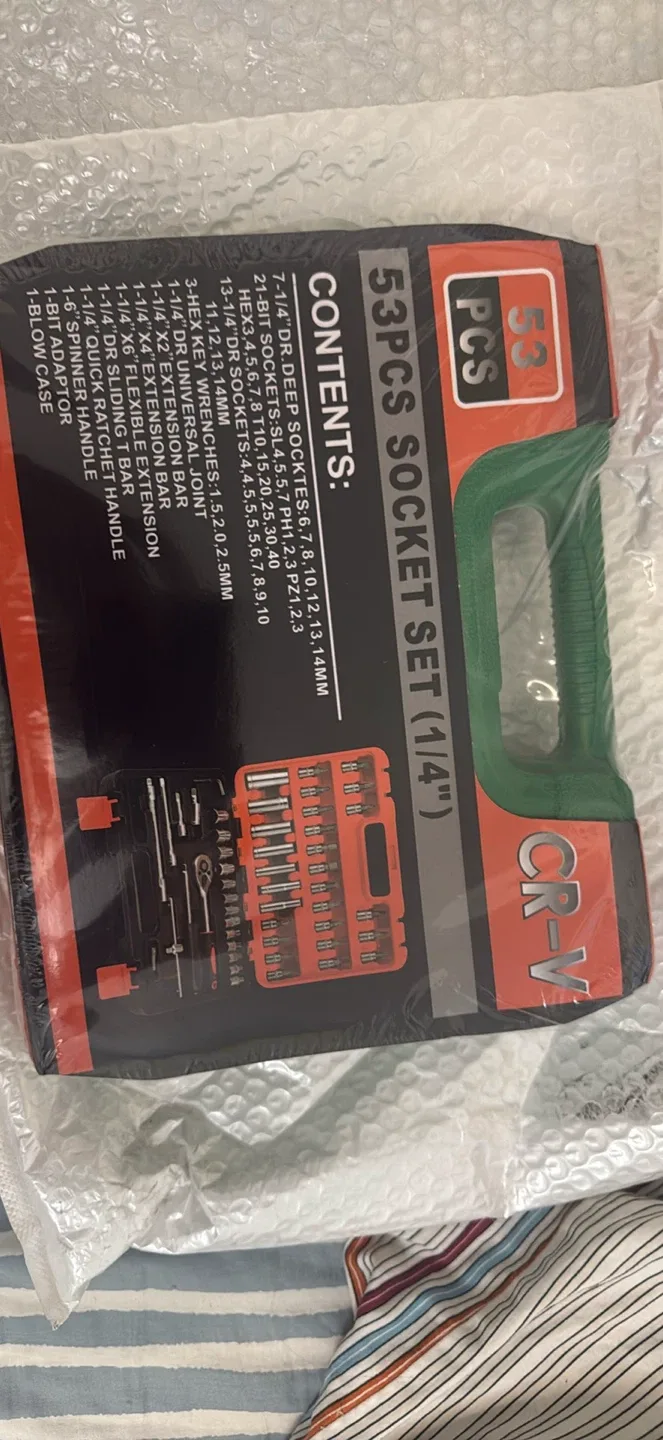 53
PCS
CR-V
53PCS SOCKET SET (1/4")
CONTENTS:
7-1/4"DR.DEEP SOCKTES:6,7,8,10,12,13,14MM
21-BIT SOCKETS:SL4,5.5,7 PH1,2,3 PZ1,2,3
HEX3,4,5,6,7,8 T10,15,20,25,30,40
13-1/4"DR SOCKETS:4,4.5,5,5.5,6,7,8,9,10
11,12,13,14MM
3-HEX KEY WRENCHES:1.5,2.0,2.5MM
1-1/4"DR UNIVERSAL JOINT
1-1/4"X2" EXTENSION BAR
1-1/4"X4"EXTENSION BAR
1-1/4"X6"FLEXIBLE EXTENSION
1-1/4"DR SLIDING T BAR
1-1/4"QUICK RATCHET HANDLE
1-6"SPINNER HANDLE
1-BIT ADAPTOR
1-BLOW CASE